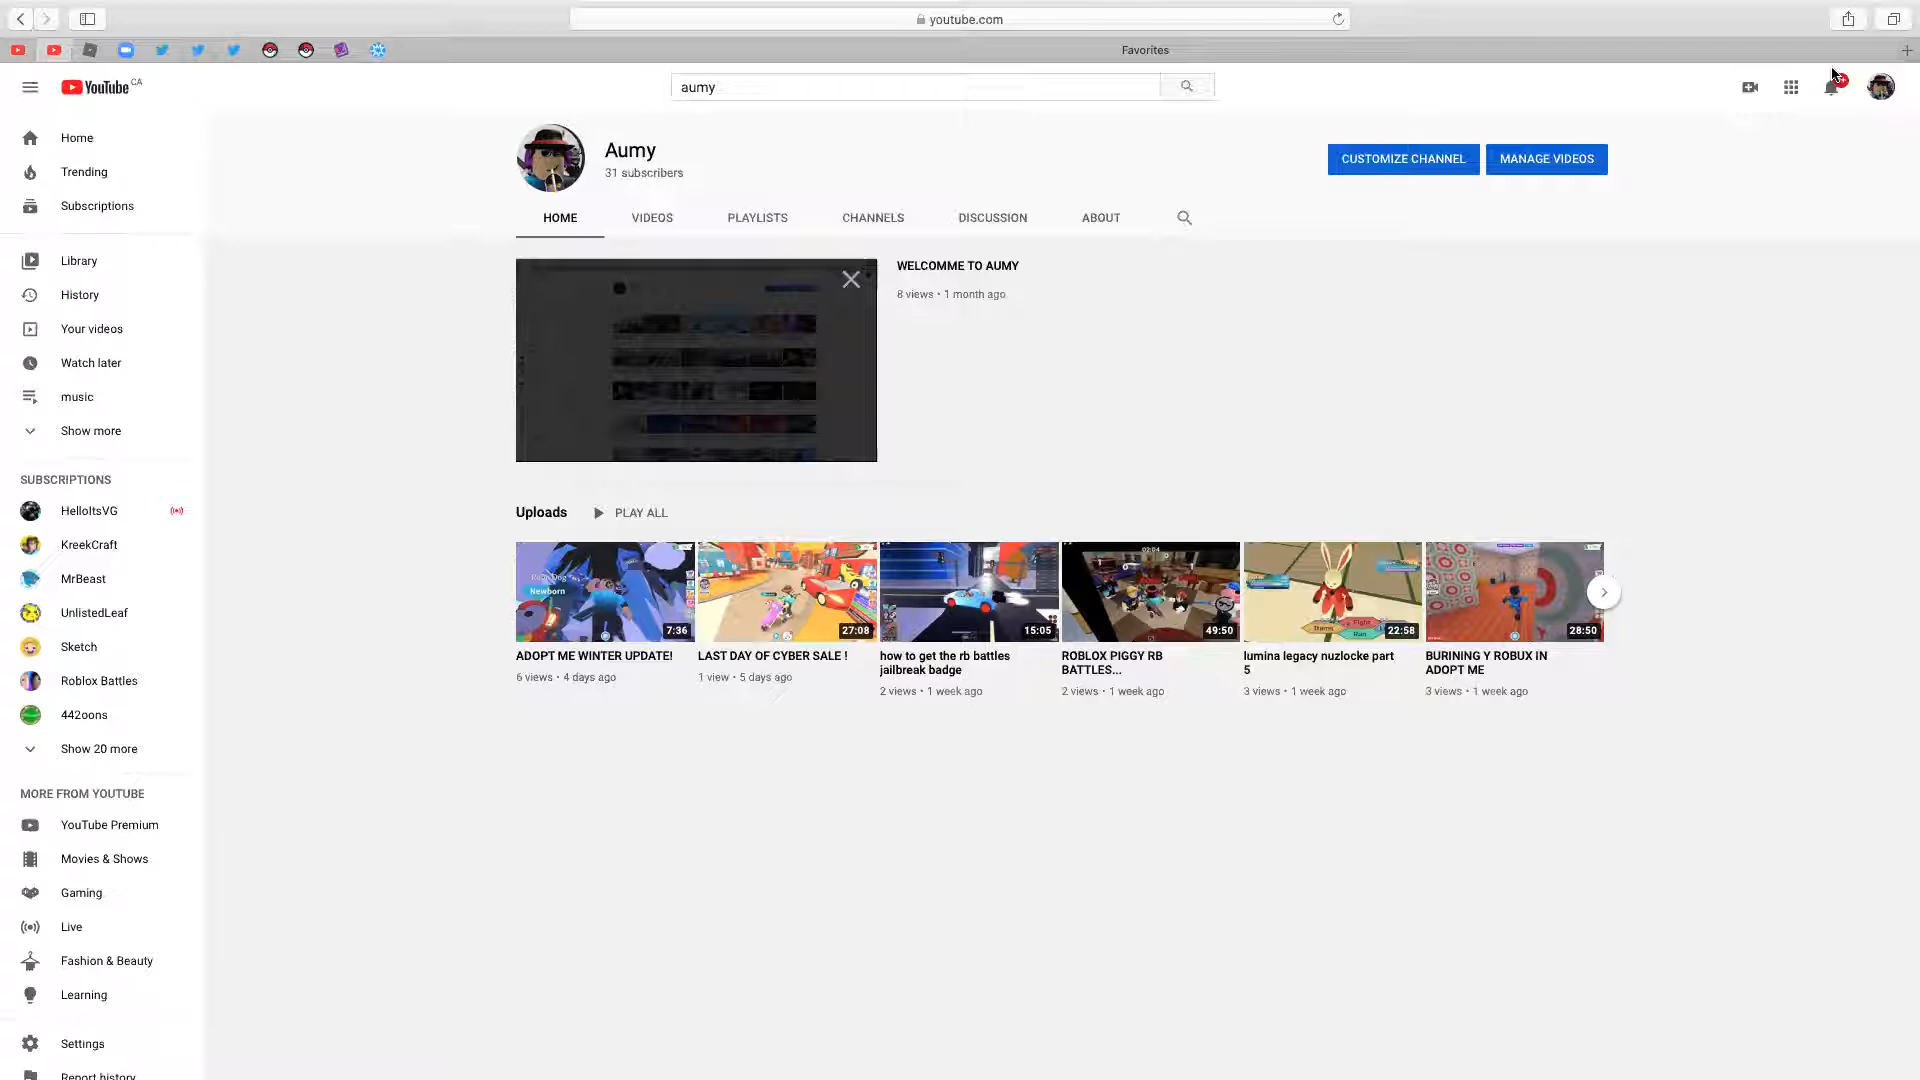 youtube.com
Favorites
YouTube CA
aumy
Home
Trending
Subscriptions
Library
History
Your videos
Watch later
music
Show more
SUBSCRIPTIONS
HelloItsVG
KreekCraft
MrBeast
UnlistedLeaf
Sketch
Roblox Battles
442oons
Show 20 more
MORE FROM YOUTUBE
YouTube Premium
Movies & Shows
Gaming
Live
Fashion & Beauty
Learning
Settings
Report history
Aumy
31 subscribers
CUSTOMIZE CHANNEL
MANAGE VIDEOS
HOME
VIDEOS
PLAYLISTS
CHANNELS
DISCUSSION
ABOUT
WELCOMME TO AUMY
8 views • 1 month ago
Uploads
PLAY ALL
Newborn
7:36
ADOPT ME WINTER UPDATE!
6 views • 4 days ago
27:08
LAST DAY OF CYBER SALE !
1 view • 5 days ago
15:05
how to get the rb battles
jailbreak badge
2 views • 1 week ago
02:04
49:50
ROBLOX PIGGY RB
BATTLES...
2 views • 1 week ago
Fight
Run
22:58
lumina legacy nuzlocke part
5
3 views • 1 week ago
28:50
BURINING Y ROBUX iN
ADOPT ME
3 views • 1 week ago